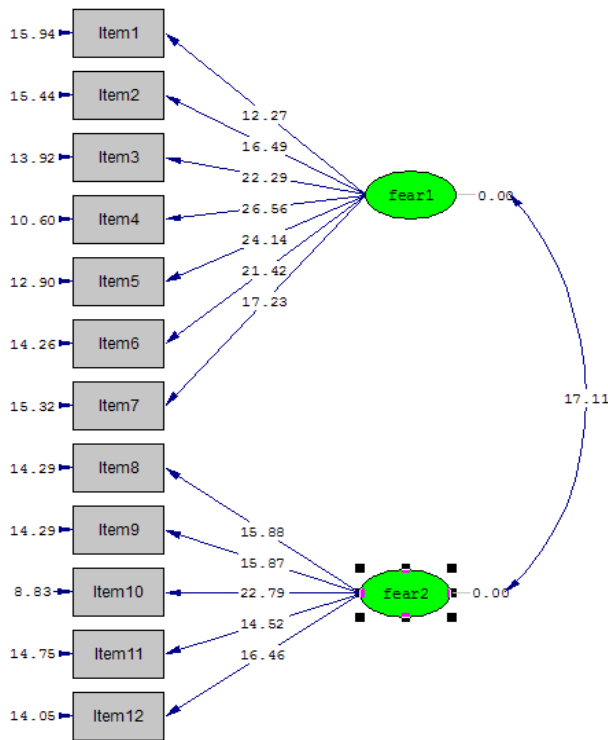 15.94 Item1
15.44 Item2
12.27
13.92 Item3
16.49
22.29
fear1 0.00
10.60 Item4
26.56
24.14
12.90 Item5
21.42
17.23
14.26 Item6
15.32 Item7
17.11
14.29 Item8
14.29 Item9
15.88
15.87
8.83 Item10 22.79 fear2 0.00
14.52
14.75 Item11
16.46
14.05 Item12